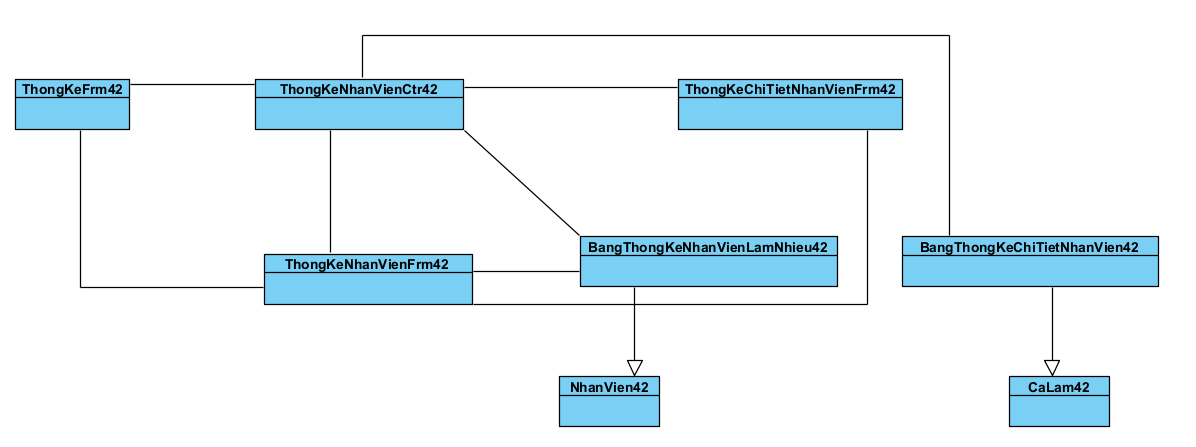 ThongKeFrm42
ThongKeNhanVienCtr42
ThongKeChiTietNhanVienFrm42
ThongKeNhanVienFrm42
BangThongKeNhanVienLamNhieu42
BangThongKeChiTietNhanVien42
NhanVien42
CaLam42